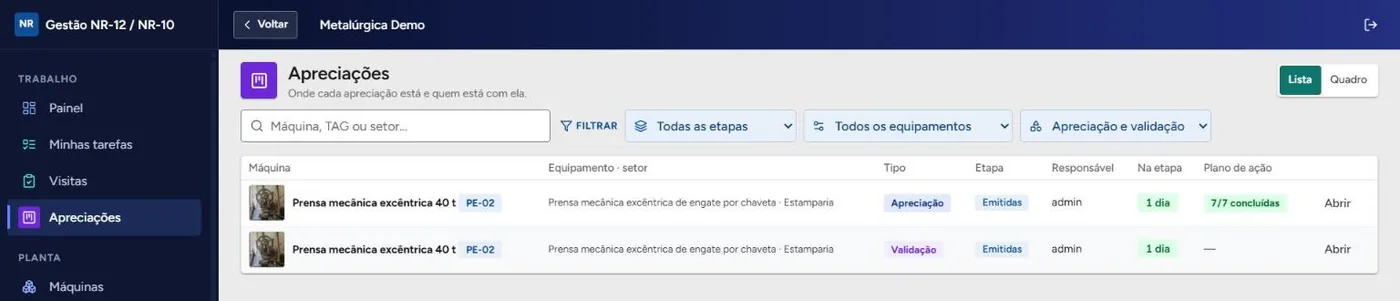 NR Gestão NR-12 / NR-10
Voltar
Metalúrgica Demo
TRABALHO
Painel
Minhas tarefas
Visitas
Apreciações
PLANTA
Máquinas
Apreciações
Onde cada apreciação está e quem está com ela.
Lista Quadro
Máquina, TAG ou setor... FILTRAR Todas as etapas Todos os equipamentos Apreciação e validação
Máquina Equipamento · setor Tipo Etapa Responsável Na etapa Plano de ação
Prensa mecânica excêntrica 40 t PE-02 Prensa mecânica excêntrica de engate por chaveta · Estamparia Apreciação Emitidas admin 1 dia 7/7 concluídas Abrir
Prensa mecânica excêntrica 40 t PE-02 Prensa mecânica excêntrica de engate por chaveta · Estamparia Validação Emitidas admin 1 dia — Abrir